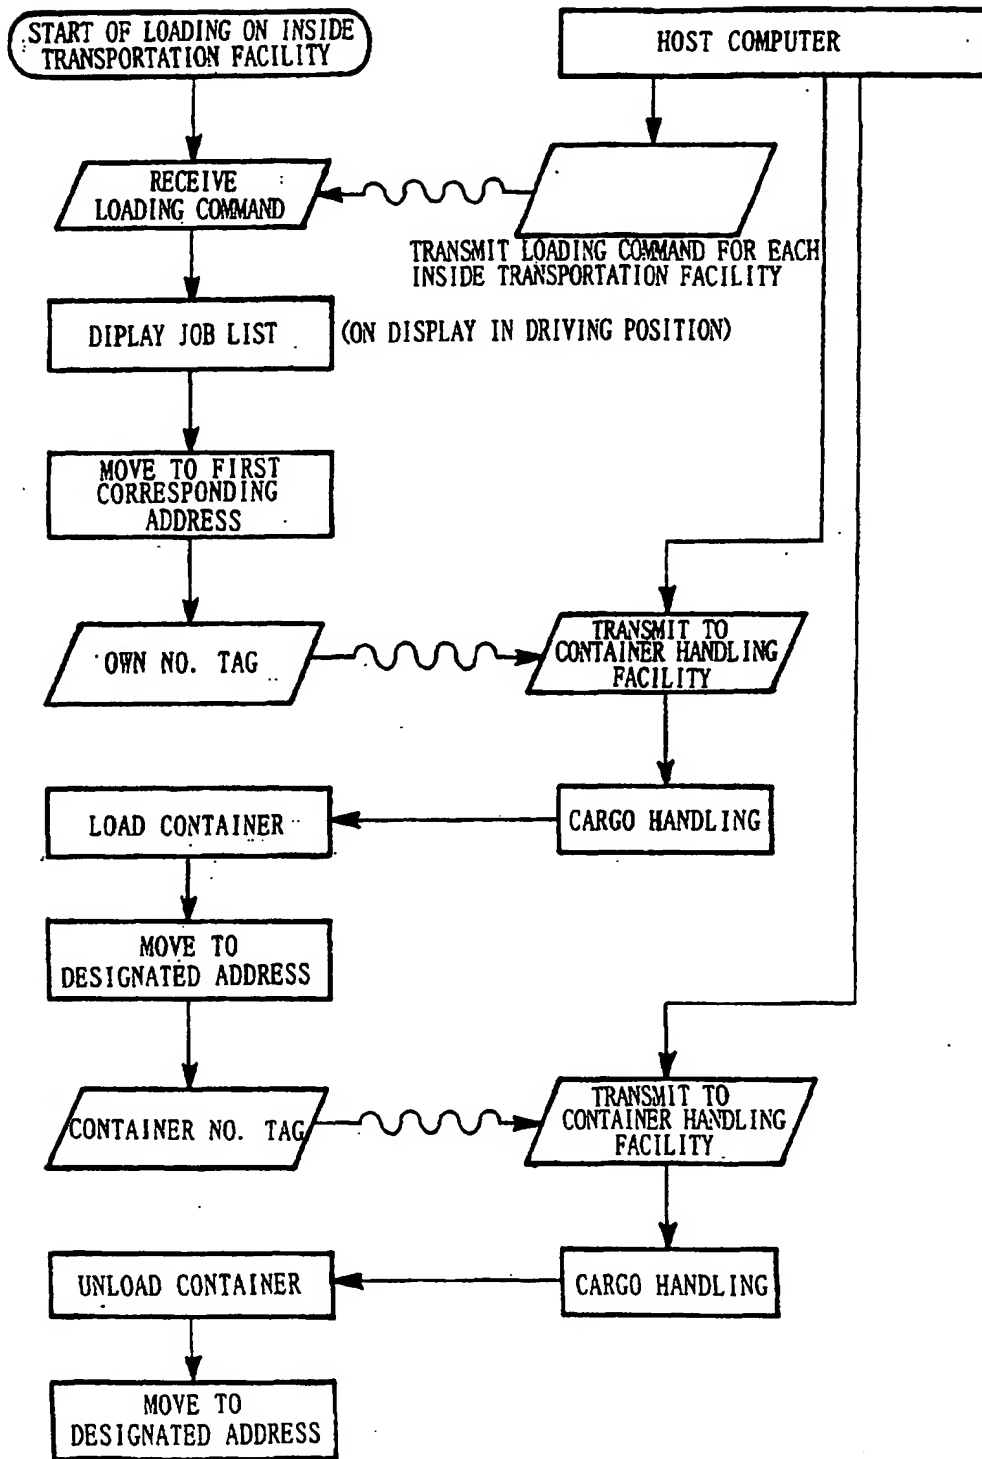 START OF LOADING ON INSIDE
TRANSPORTATION FACILITY
HOST COMPUTER
RECEIVE
LOADING COMMAND
TRANSMIT LOADING COMMAND FOR EACH
INSIDE TRANSPORTATION FACILITY
DIPLAY JOB LIST
(ON DISPLAY IN DRIVING POSITION)
MOVE TO FIRST
CORRESPONDING
ADDRESS
OWN NO. TAG
TRANSMIT TO
CONTAINER HANDLING
FACILITY
LOAD CONTAINER
CARGO HANDLING
MOVE TO
DESIGNATED ADDRESS
CONTAINER NO. TAG
TRANSMIT TO
CONTAINER HANDLING
FACILITY
UNLOAD CONTAINER
CARGO HANDLING
MOVE TO
DESIGNATED ADDRESS